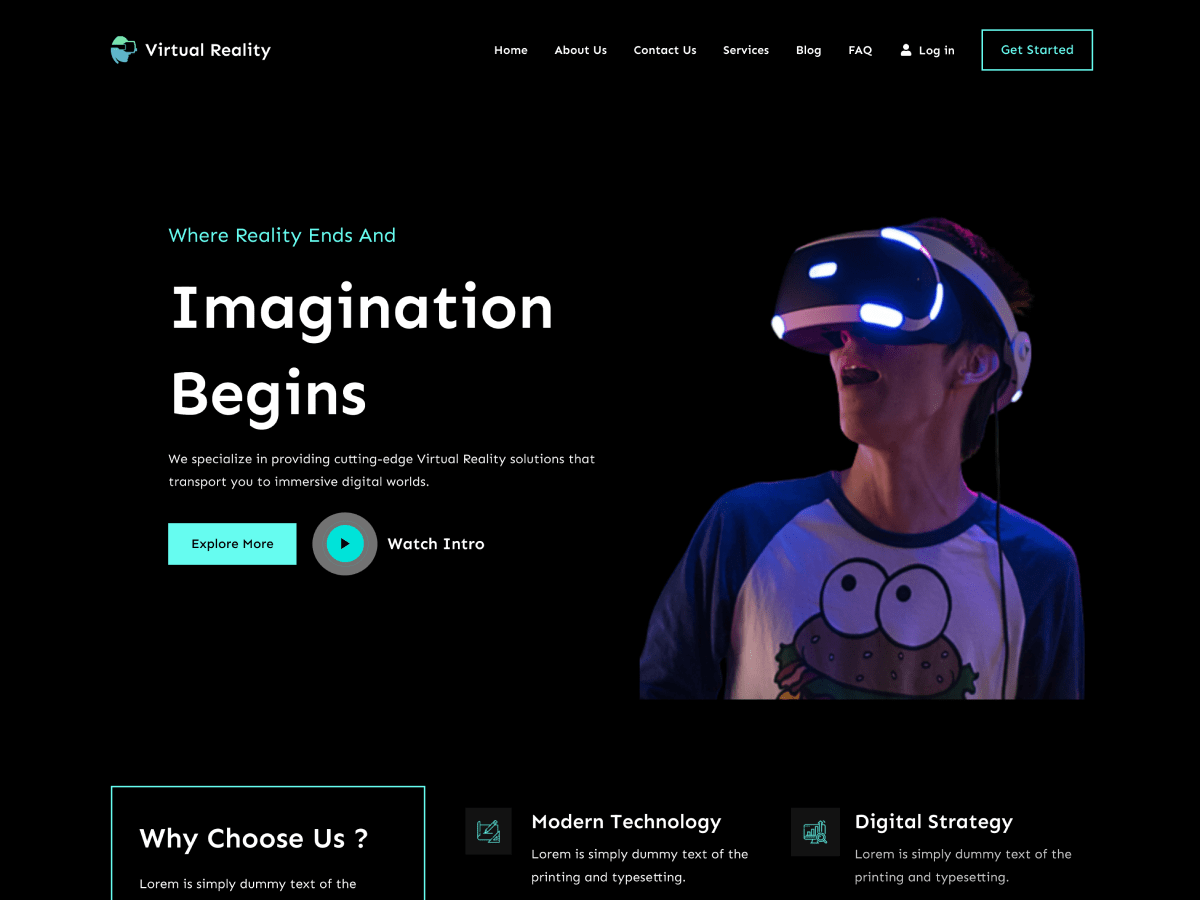 Virtual Reality
Home
About Us
Contact Us
Services
Blog
FAQ
Log in
Get Started
Where Reality Ends And
Imagination
Begins
We specialize in providing cutting-edge Virtual Reality solutions that
transport you to immersive digital worlds.
Explore More
Watch Intro
Why Choose Us ?
Lorem is simply dummy text of the
Modern Technology
Lorem is simply dummy text of the
printing and typesetting.
Digital Strategy
Lorem is simply dummy text of the
printing and typesetting.